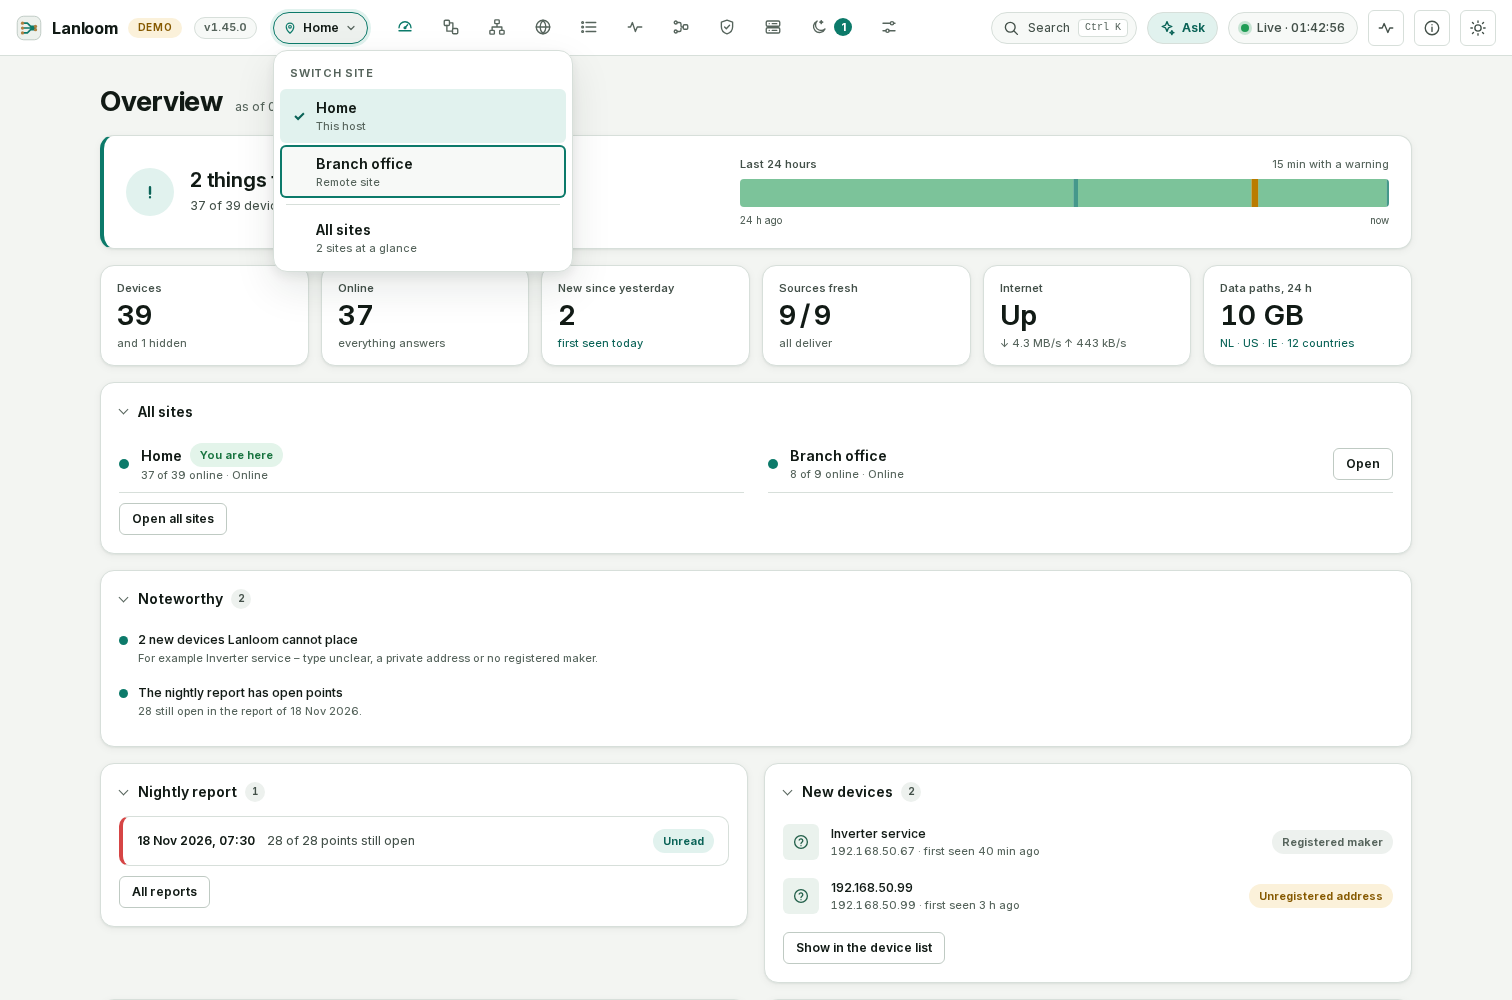 Lanloom DEMO v1.45.0 Home 1 Search Ctrl K Ask Live · 01:42:56
SWITCH SITE
Home
This host
Branch office
Remote site
All sites
2 sites at a glance
Overview as of
!
2 things
37 of 39
Last 24 hours 15 min with a warning
24 h ago now
Devices
39
and 1 hidden
Online
37
everything answers
New since yesterday
2
first seen today
Sources fresh
9/9
all deliver
Internet
Up
↓ 4.3 MB/s ↑ 443 kB/s
Data paths, 24 h
10 GB
NL · US · IE · 12 countries
All sites
Home You are here
37 of 39 online · Online
Branch office
8 of 9 online · Online
Open
Open all sites
Noteworthy 2
2 new devices Lanloom cannot place
For example Inverter service – type unclear, a private address or no registered maker.
The nightly report has open points
28 still open in the report of 18 Nov 2026.
Nightly report 1
18 Nov 2026, 07:30 28 of 28 points still open Unread
All reports
New devices 2
Inverter service
192.168.50.67 · first seen 40 min ago
Registered maker
192.168.50.99
192.168.50.99 · first seen 3 h ago
Unregistered address
Show in the device list